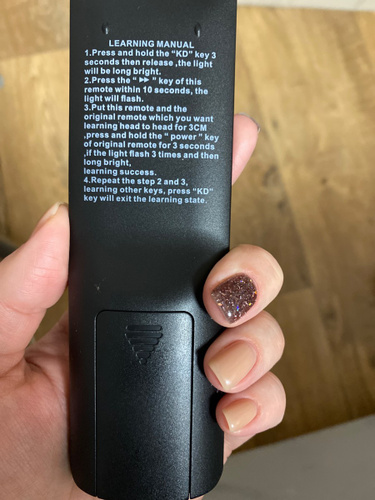 LEARNING MANUAL
1.Press and hold the "KD" key 3
seconds then release ,the light
will be long bright.
2.Press the " ▶▶ " key of this
remote within 10 seconds, the
light will flash.
3.Put this remote and the
original remote which you want
learning head to head for 3CM
,press and hold the " power " key
of original remote for 3 seconds
,if the light flash 3 times and then
long bright,
learning success.
4.Repeat the step 2 and 3,
learning other keys, press "KD"
key will exit the learning state.